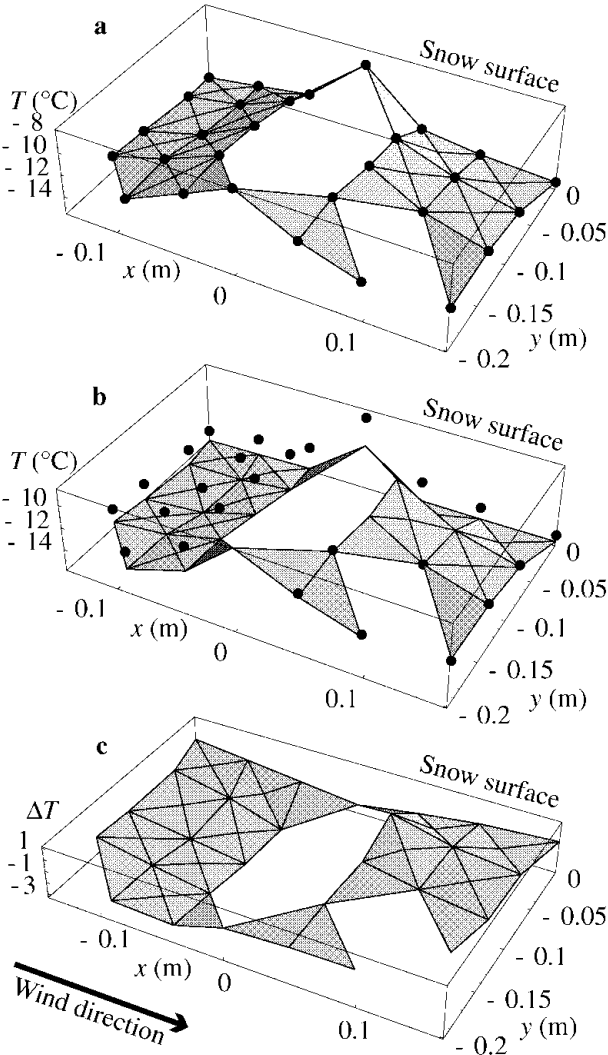 a
Snow surface
T (°C)
- 8
- 10
- 12
- 14
- 0.1
x (m)
0
0.1
0
- 0.05
- 0.1
- 0.15
y (m)
- 0.2
b
Snow surface
T (°C)
- 10
- 12
- 14
- 0.1
x (m)
0
0.1
0
- 0.05
- 0.1
- 0.15
y (m)
- 0.2
c
Snow surface
ΔT
1
-1
-3
- 0.1
x (m)
0
0.1
0
- 0.05
- 0.1
- 0.15
y (m)
- 0.2
Wind direction